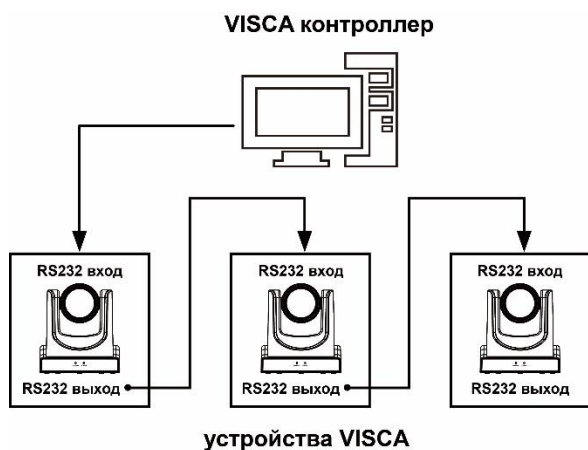 VISCA контроллер
RS232 вход
RS232 вход
RS232 вход
RS232 выход
RS232 выход
RS232 выход
устройства VISCA